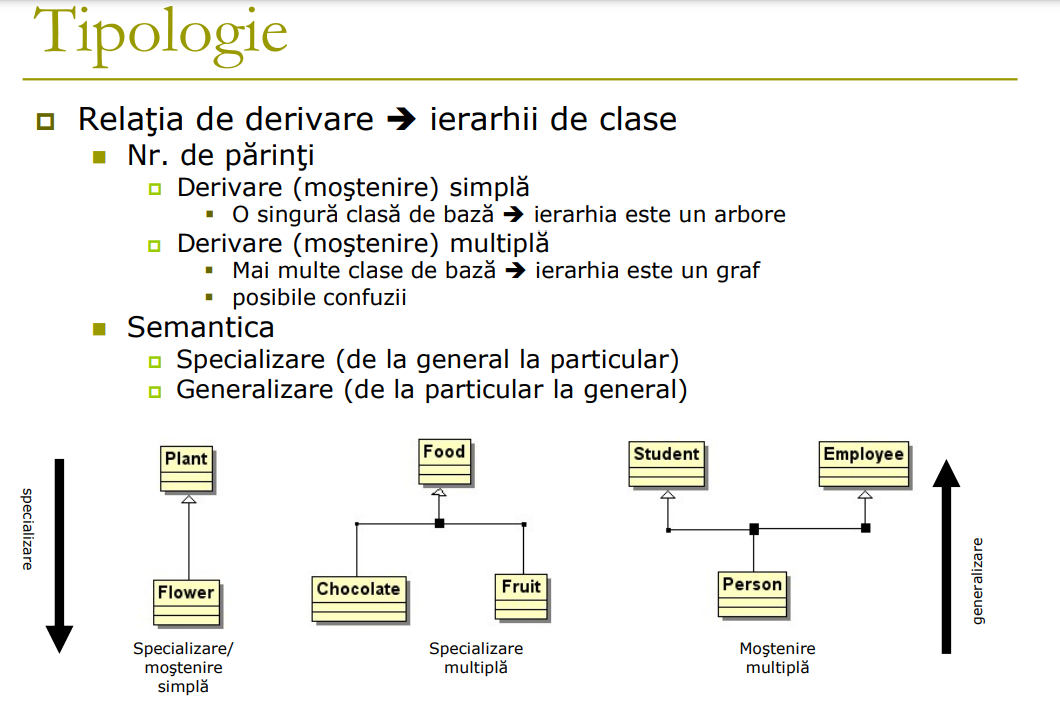 Tipologie
Relaţia de derivare ➔ ierarhii de clase
Nr. de părinţi
Derivare (moştenire) simplă
O singură clasă de bază ➔ ierarhia este un arbore
Derivare (moştenire) multiplă
Mai multe clase de bază ➔ ierarhia este un graf
posibile confuzii
Semantica
Specializare (de la general la particular)
Generalizare (de la particular la general)
specializare
Plant
Flower
Specializare/
moştenire
simplă
Food
Chocolate
Fruit
Specializare
multiplă
Student
Employee
Person
Moştenire
multiplă
generalizare